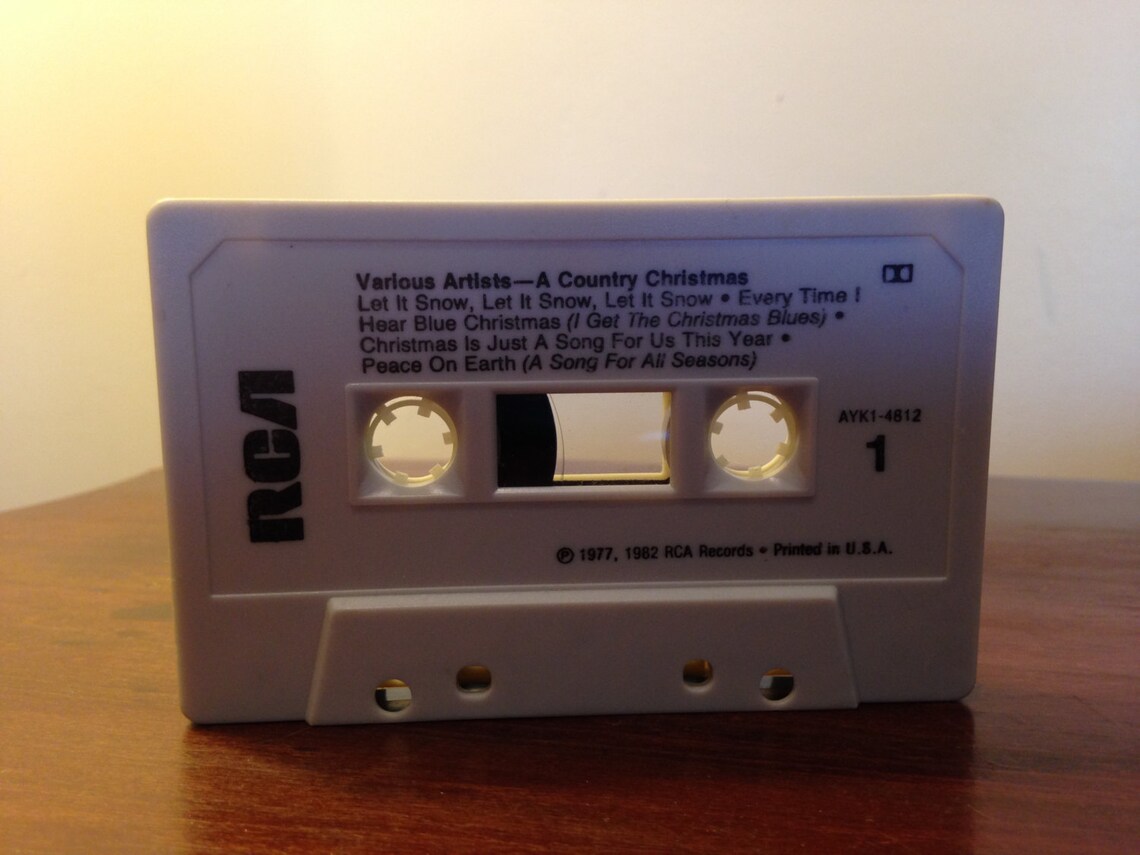 Various Artists—A Country Christmas
Let It Snow, Let It Snow, Let It Snow • Every Time I
Hear Blue Christmas (I Get The Christmas Blues) •
Christmas Is Just A Song For Us This Year •
Peace On Earth (A Song For All Seasons)
RCA
AYK1-4812
1
℗ 1977, 1982 RCA Records • Printed in U.S.A.